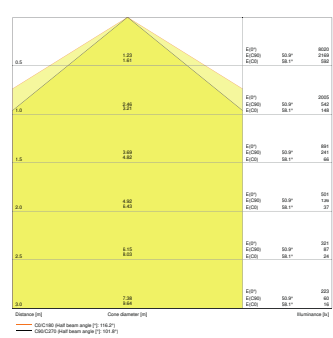 E(0°) 8020
1.23 E(C90) 50.9° 2169
0.5 1.61 E(C0) 58.1° 592
E(0°) 2005
2.46 E(C90) 50.9° 542
1.0 3.21 E(C0) 58.1° 148
E(0°) 891
3.69 E(C90) 50.9° 241
1.5 4.82 E(C0) 58.1° 66
E(0°) 501
4.92 E(C90) 50.9° 136
2.0 6.43 E(C0) 58.1° 37
E(0°) 321
6.15 E(C90) 50.9° 87
2.5 8.03 E(C0) 58.1° 24
E(0°) 223
7.38 E(C90) 50.9° 60
3.0 9.64 E(C0) 58.1° 16
Distance [m] Cone diameter [m] Illuminance [lx]
C0/C180 (Half beam angle [°]: 116.2°)
C90/C270 (Half beam angle [°]: 101.8°)